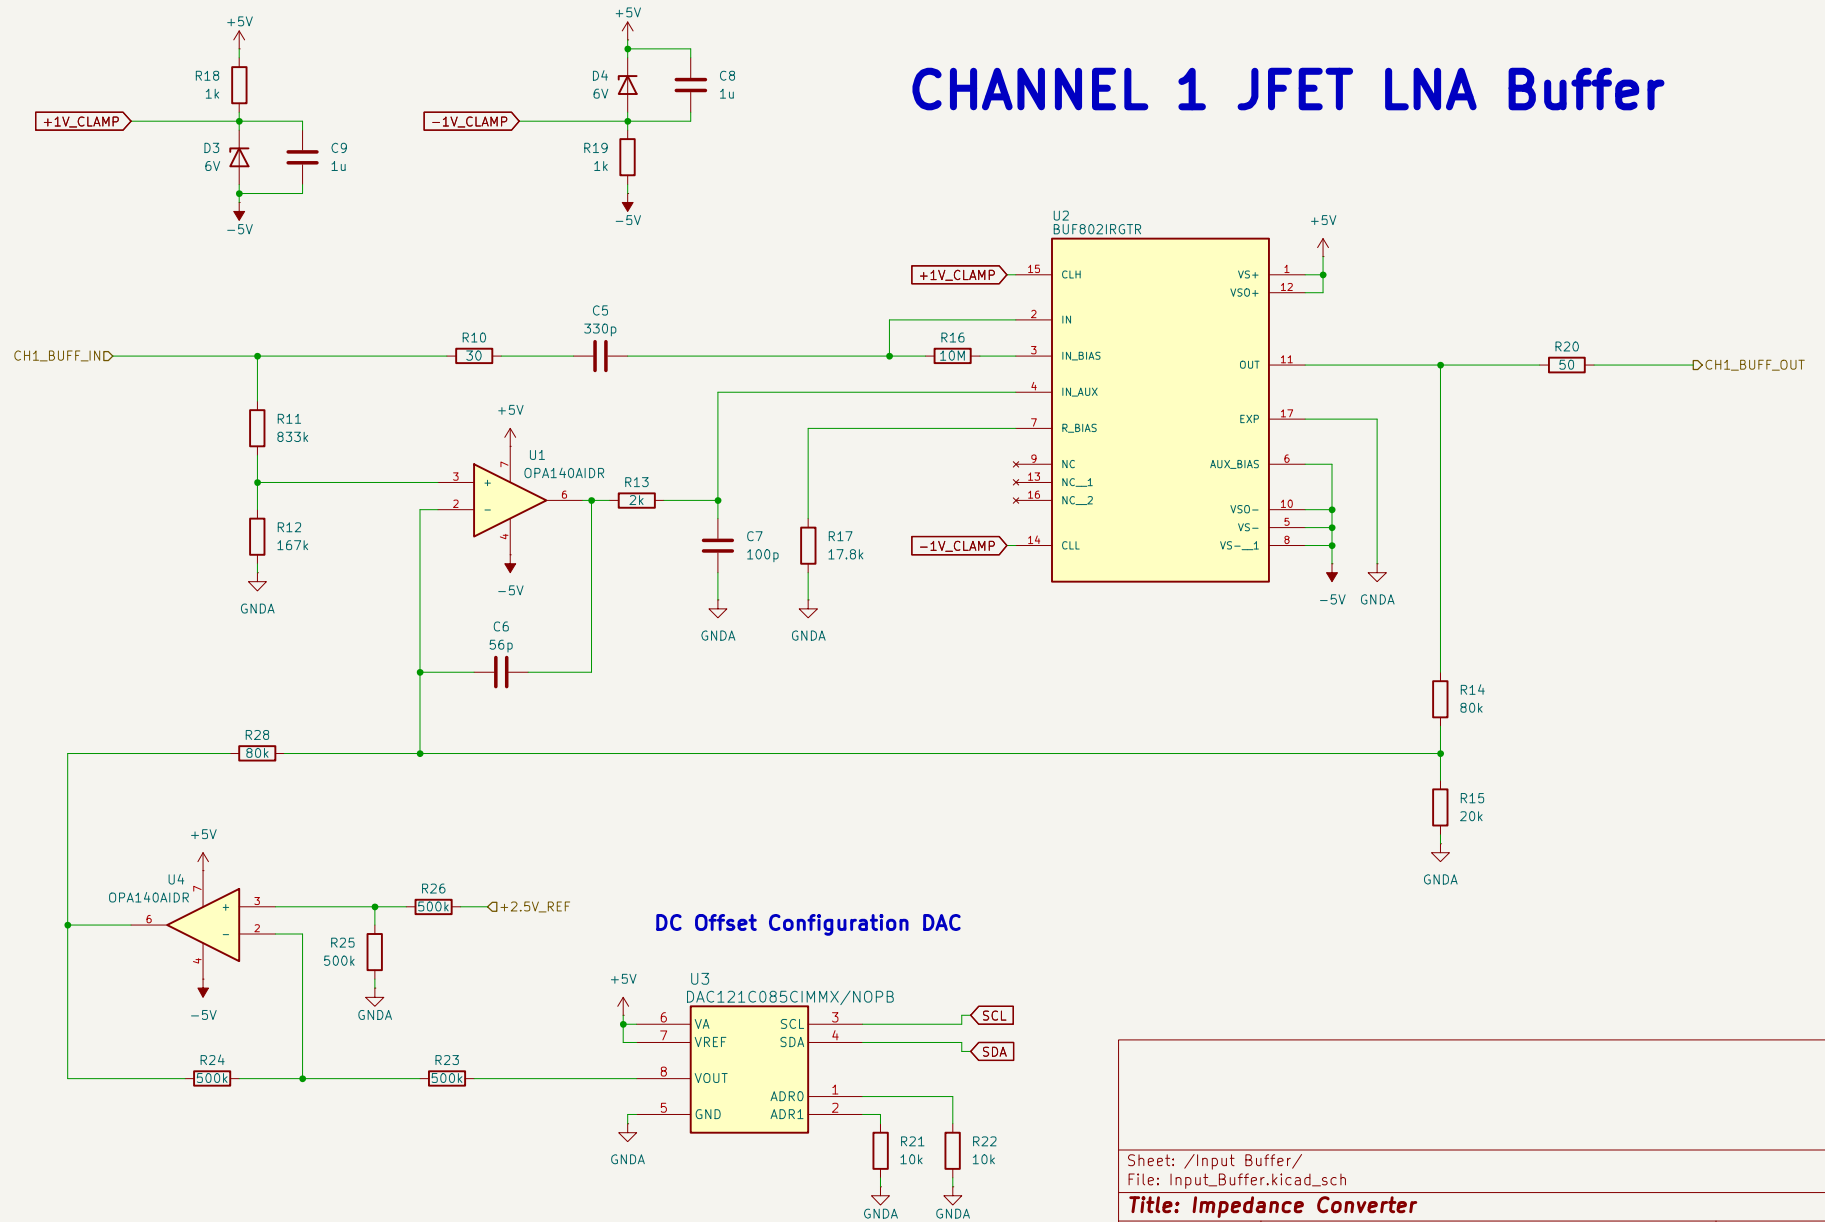 CHANNEL 1 JFET LNA Buffer
+5V
R18
1k
+1V_CLAMP
D3
6V
C9
1u
-5V
+5V
D4
6V
C8
1u
-1V_CLAMP
R19
1k
-5V
U2
BUF802IRGTR
+1V_CLAMP
15
CLH
2
IN
3
IN_BIAS
4
IN_AUX
7
R_BIAS
9
NC
13
NC__1
16
NC__2
-1V_CLAMP
14
CLL
VS+
1
VSO+
12
OUT
11
EXP
17
AUX_BIAS
6
VSO-
10
VS-
5
VS-__1
8
+5V
-5V
GNDA
CH1_BUFF_IN
R10
30
C5
330p
R16
10M
R20
50
CH1_BUFF_OUT
R11
833k
R12
167k
GNDA
+5V
U1
OPA140AIDR
3
+
2
-
7
4
6
-5V
R13
2k
C7
100p
GNDA
R17
17.8k
GNDA
C6
56p
R14
80k
R15
20k
GNDA
R28
80k
+5V
U4
OPA140AIDR
7
6
+
3
-
2
4
-5V
R26
500k
+2.5V_REF
R25
500k
GNDA
R24
500k
R23
500k
DC Offset Configuration DAC
+5V
U3
DAC121C085CIMMX/NOPB
6
VA
7
VREF
8
VOUT
5
GND
GNDA
SCL
3
SCL
SDA
4
SDA
ADR0
1
ADR1
2
R21
10k
GNDA
R22
10k
GNDA
Sheet: /Input Buffer/
File: Input_Buffer.kicad_sch
Title: Impedance Converter